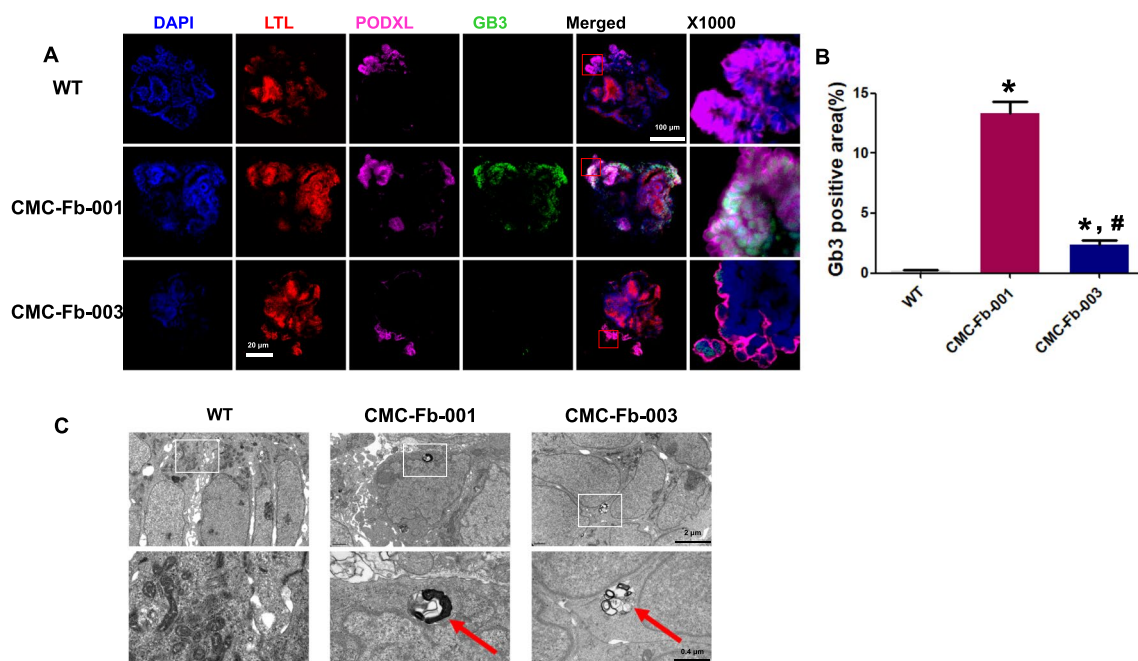 A
DAPI LTL PODXL GB3 Merged X1000
WT
100 µm
CMC-Fb-001
CMC-Fb-003
20 µm
B
Gb3 positive area(%)
15
10
5
0
*
*, #
WT CMC-Fb-001 CMC-Fb-003
C
WT CMC-Fb-001 CMC-Fb-003
2 µm
0.4 µm